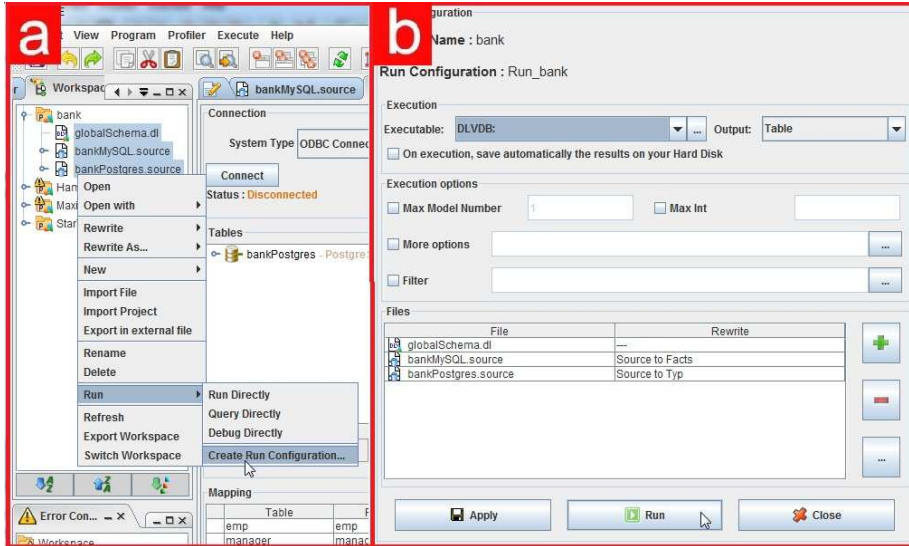 a
View Program Profiler Execute Help
Workspac
bankMySQL.source
bank
globalSchema.dl
bankMySQL.source
bankPostgres.source
Han
Maxi
Star
Open
Open with
Rewrite
Rewrite As...
New
Import File
Import Project
Export in external file
Rename
Delete
Run
Refresh
Export Workspace
Switch Workspace
Run Directly
Query Directly
Debug Directly
Create Run Configuration...
Connection
System Type ODBC Connec
Connect
Status : Disconnected
Tables
bankPostgres - Postgre
Mapping
Table
emp emp
manager manag
Error Con...
Workspace
b
guration
Name : bank
Run Configuration : Run_bank
Execution
Executable: DLVDB: ... Output: Table
On execution, save automatically the results on your Hard Disk
Execution options
Max Model Number 1 Max Int
More options ...
Filter ...
Files
File Rewrite
globalSchema.dl ---
bankMySQL.source Source to Facts
bankPostgres.source Source to Typ
...
Apply Run Close